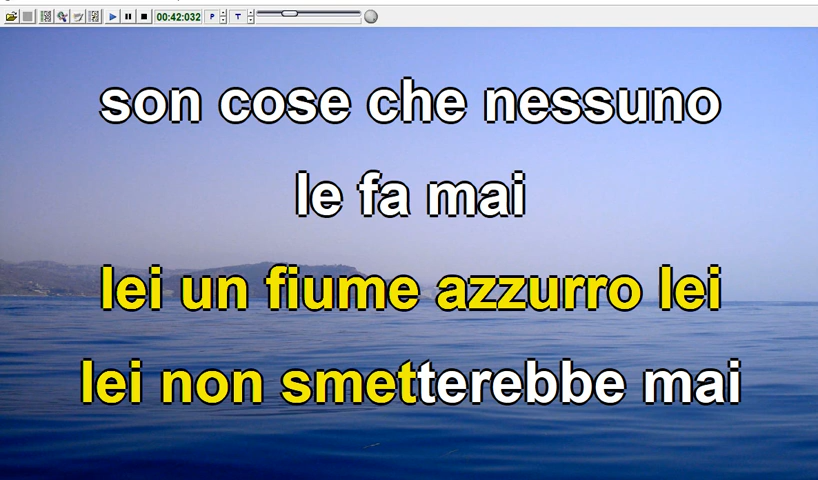 00:42:032 P T
son cose che nessuno
le fa mai
lei un fiume azzurro lei
lei non smetterebbe mai